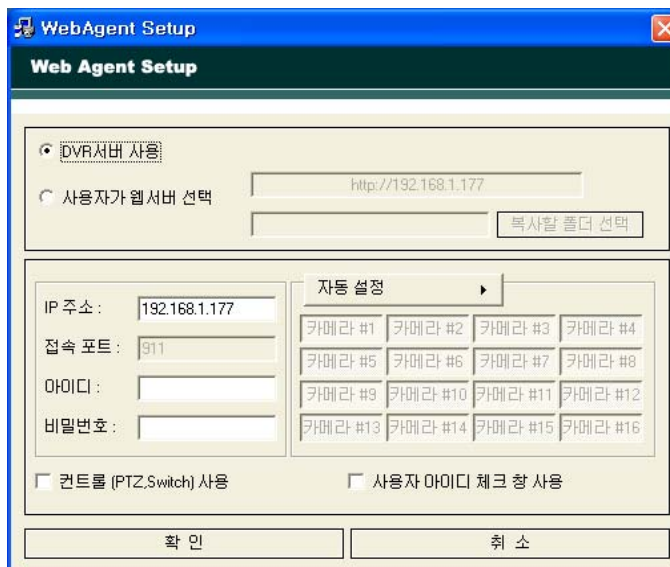 WebAgent Setup
Web Agent Setup
DVR서버 사용
사용자가 웹서버 선택
http://192.168.1.177
복사할 폴더 선택
IP 주소 : 192.168.1.177
접속 포트 : 911
아이디 :
비밀번호 :
자동 설정
카메라 #1 카메라 #2 카메라 #3 카메라 #4
카메라 #5 카메라 #6 카메라 #7 카메라 #8
카메라 #9 카메라 #10 카메라 #11 카메라 #12
카메라 #13 카메라 #14 카메라 #15 카메라 #16
컨트롤 (PTZ,Switch) 사용
사용자 아이디 체크 창 사용
확 인
취 소